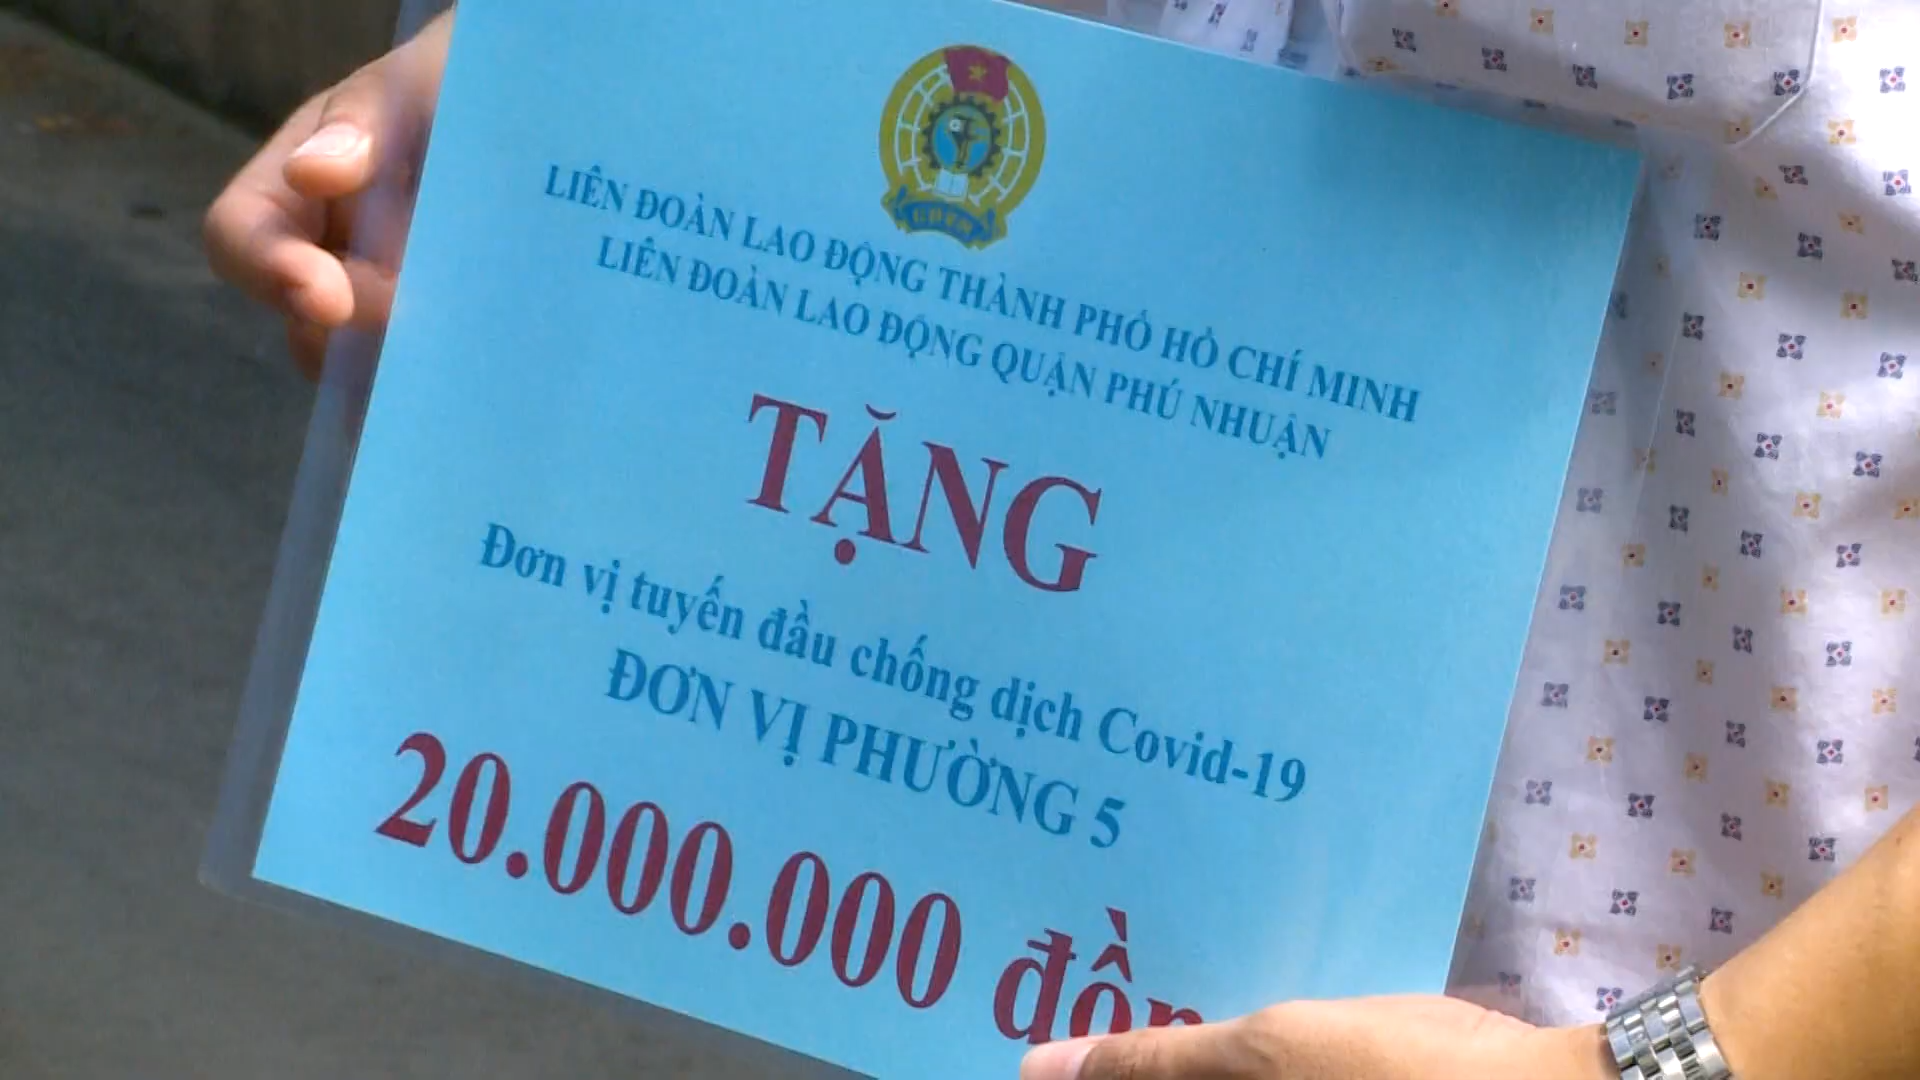 LIÊN ĐOÀN LAO ĐỘNG THÀNH PHỐ HỒ CHÍ MINH
LIÊN ĐOÀN LAO ĐỘNG QUẬN PHÚ NHUẬN
TẶNG
Đơn vị tuyến đầu chống dịch Covid-19
ĐƠN VỊ PHƯỜNG 5
20.000.000 đồn